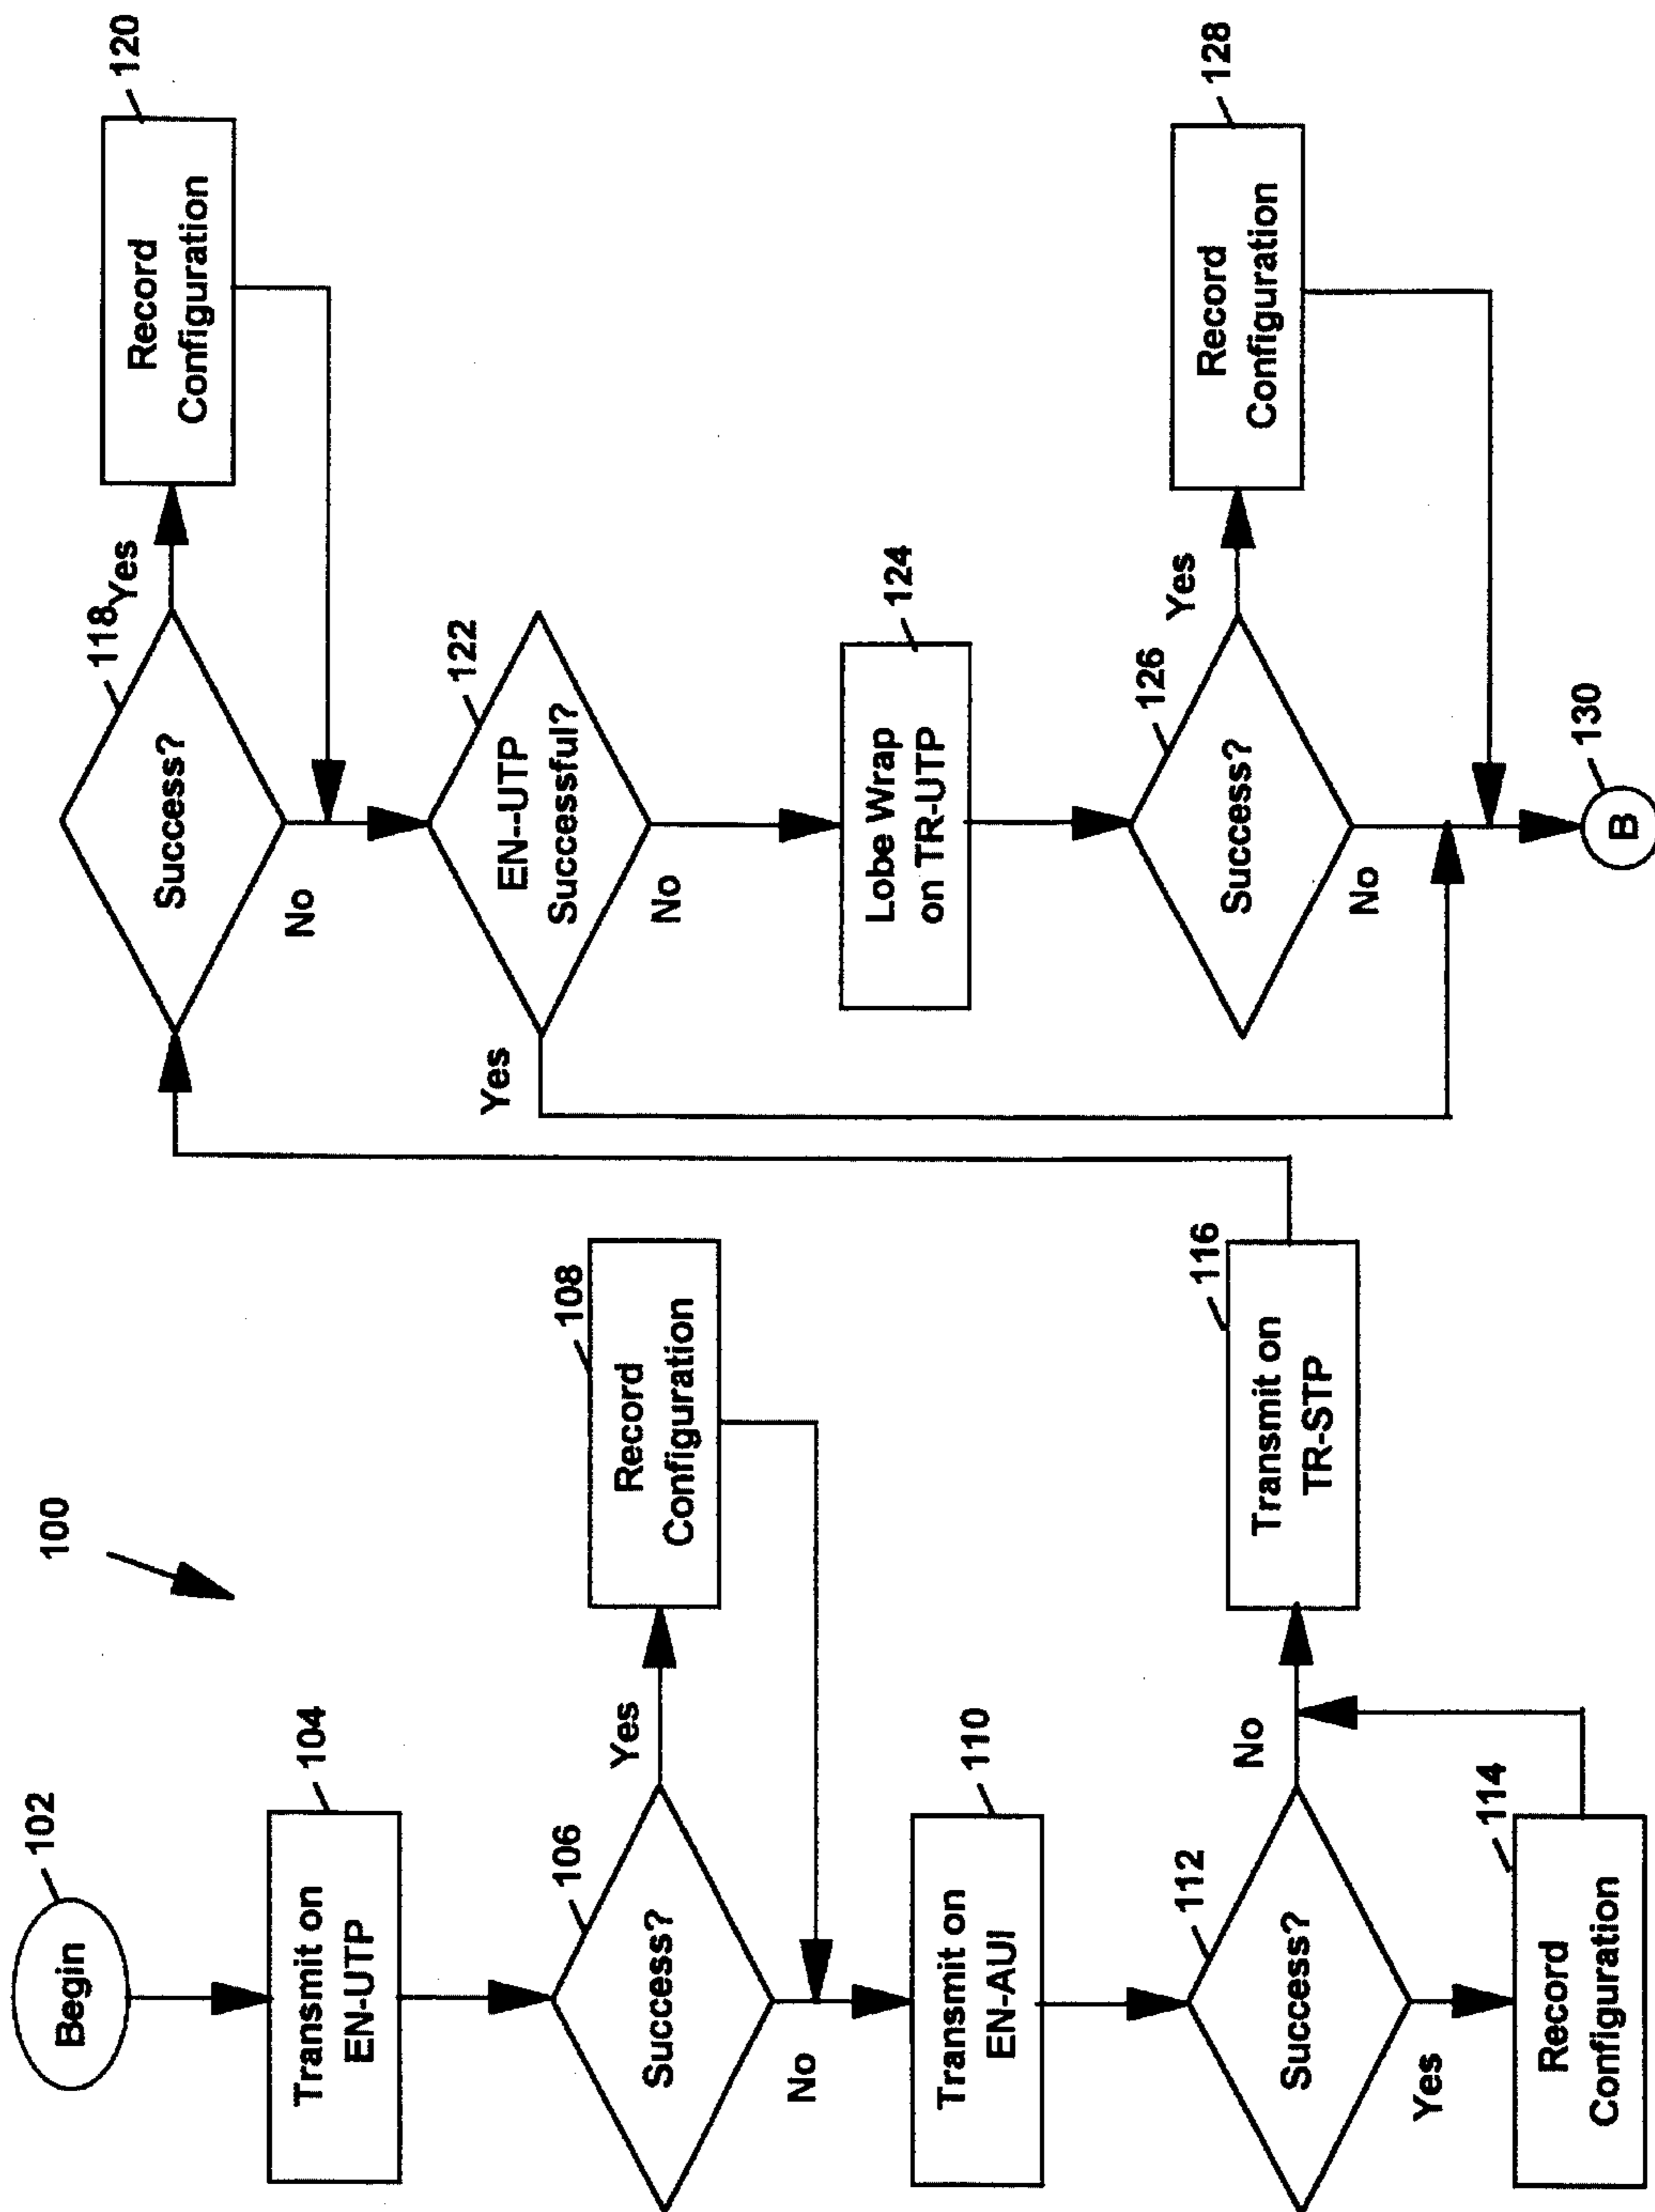 100
Begin
102
Transmit on
EN-UTP
104
Success?
106
Yes
No
Record
Configuration
108
Transmit on
EN-AUI
110
Success?
112
No
Yes
Record
Configuration
114
Transmit on
TR-STP
116
Success?
118
Yes
No
Record
Configuration
120
EN--UTP
Successful?
122
Yes
No
Lobe Wrap
on TR-UTP
124
Success?
126
Yes
No
Record
Configuration
128
B
130